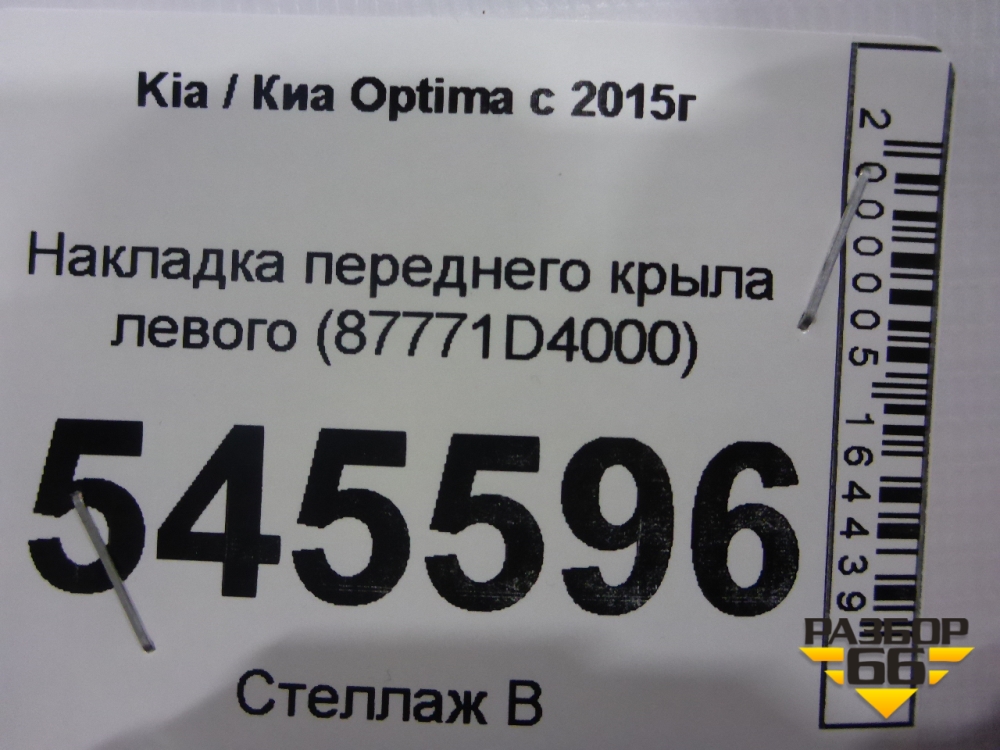 Kia / Киа Optima с 2015г
Накладка переднего крыла
левого (87771D4000)
545596
Стеллаж В
2000005164439
РАЗБОР
66